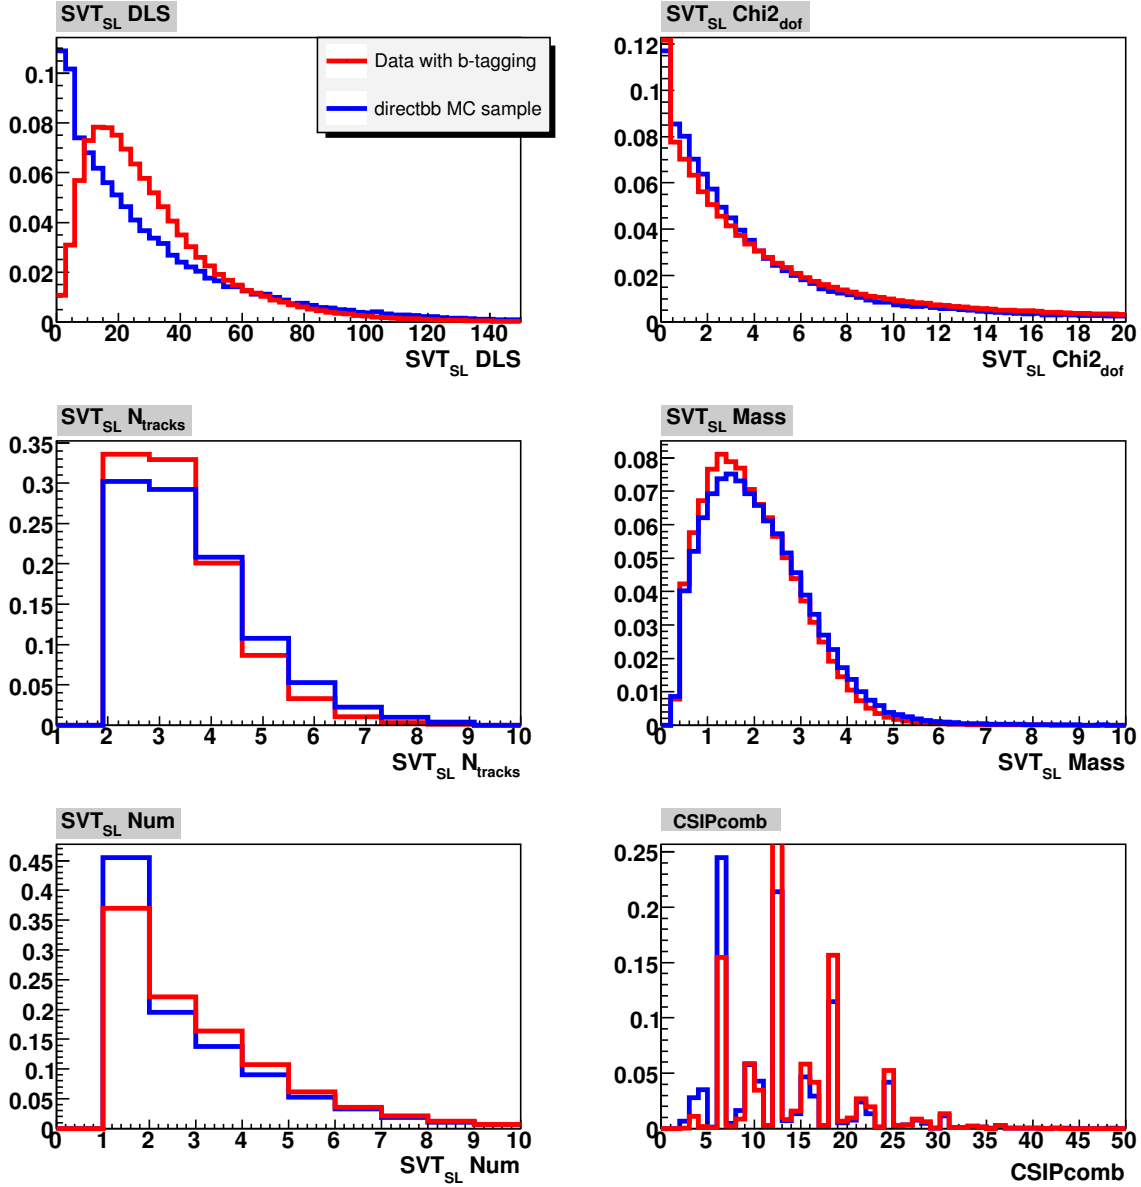 SVT_SL DLS
0.1
0.08
0.06
0.04
0.02
0
0 20 40 60 80 100 120 140
SVT_SL DLS
Data with b-tagging
directbb MC sample
SVT_SL Chi2_dof
0.12
0.1
0.08
0.06
0.04
0.02
0
0 2 4 6 8 10 12 14 16 18 20
SVT_SL Chi2_dof
SVT_SL N_tracks
0.35
0.3
0.25
0.2
0.15
0.1
0.05
0
1 2 3 4 5 6 7 8 9 10
SVT_SL N_tracks
SVT_SL Mass
0.08
0.07
0.06
0.05
0.04
0.03
0.02
0.01
0
0 1 2 3 4 5 6 7 8 9 10
SVT_SL Mass
SVT_SL Num
0.45
0.4
0.35
0.3
0.25
0.2
0.15
0.1
0.05
0
0 1 2 3 4 5 6 7 8 9 10
SVT_SL Num
CSIPcomb
0.25
0.2
0.15
0.1
0.05
0
0 5 10 15 20 25 30 35 40 45 50
CSIPcomb